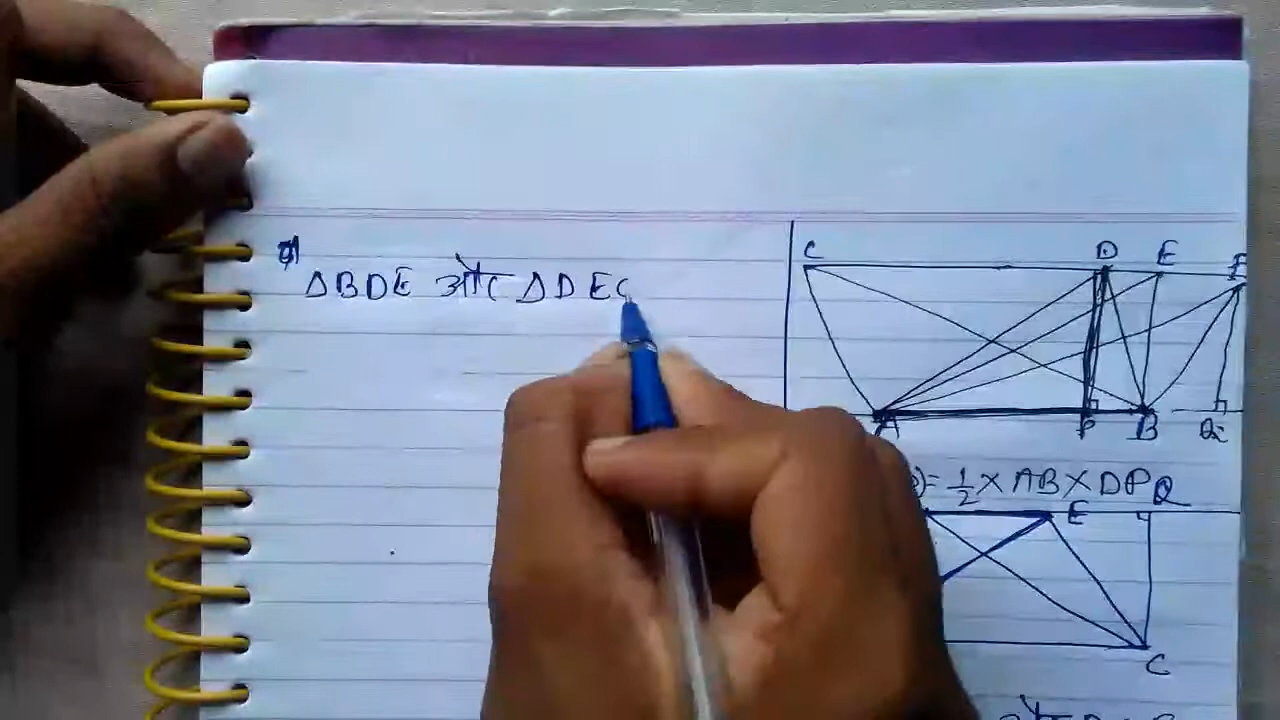 ΔBDE और ΔDEC
C D E
A P B Q
= 1/2 × AB × DP Q
E
C